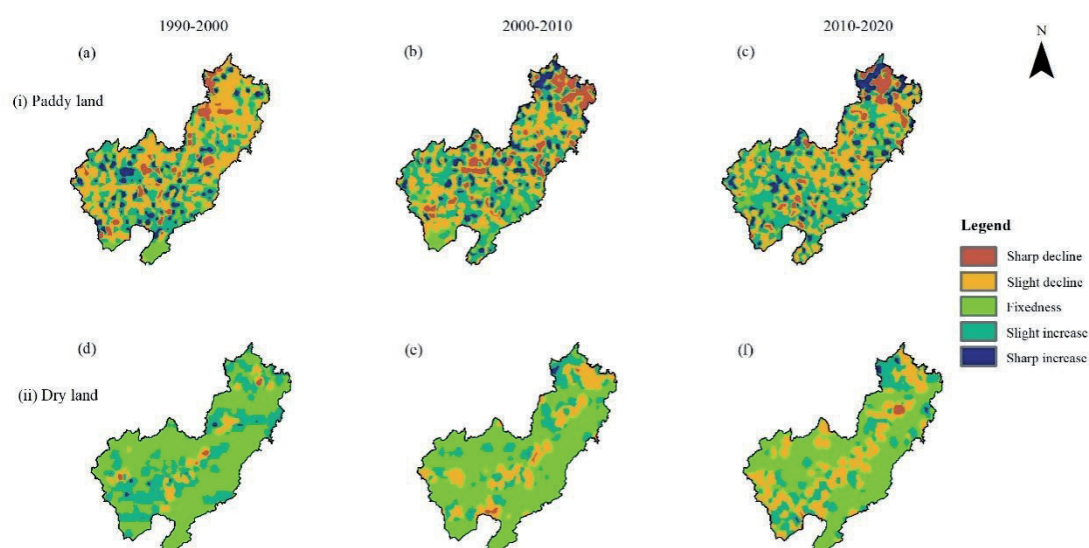 1990-2000
2000-2010
2010-2020
N
(a)
(b)
(c)
(i) Paddy land
Legend
Sharp decline
Slight decline
Fixedness
Slight increase
Sharp increase
(d)
(e)
(f)
(ii) Dry land